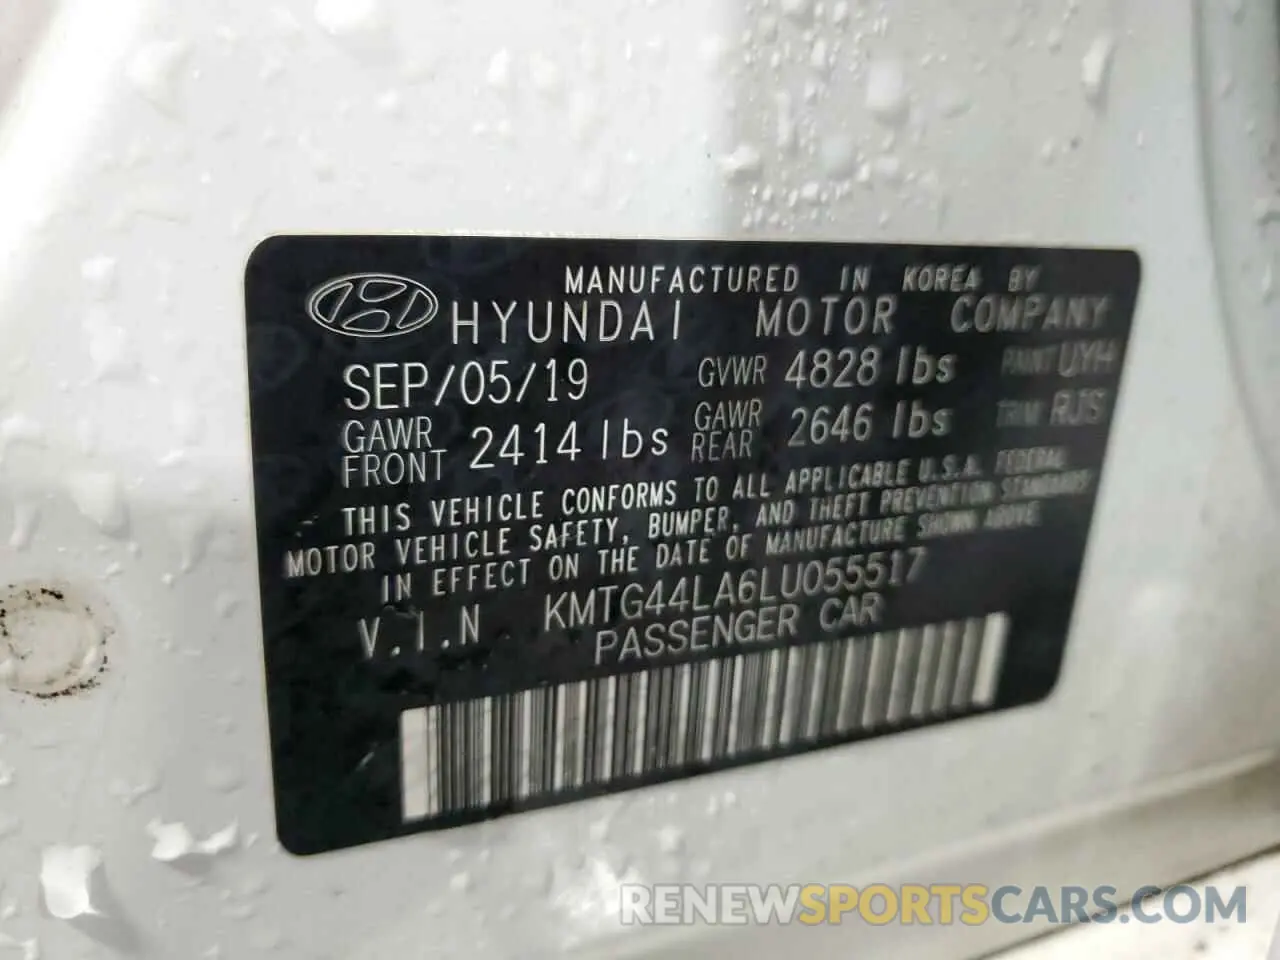 MANUFACTURED IN KOREA BY
HYUNDAI MOTOR COMPANY
SEP/05/19 GVWR 4828 lbs PAINT UYH
GAWR FRONT 2414 lbs GAWR REAR 2646 lbs TRIM RJS
THIS VEHICLE CONFORMS TO ALL APPLICABLE U.S.A. FEDERAL
MOTOR VEHICLE SAFETY, BUMPER, AND THEFT PREVENTION STANDARDS
IN EFFECT ON THE DATE OF MANUFACTURE SHOWN ABOVE
V.I.N KMTG44LA6LU055517
PASSENGER CAR
RENEWSPORTSCARS.COM